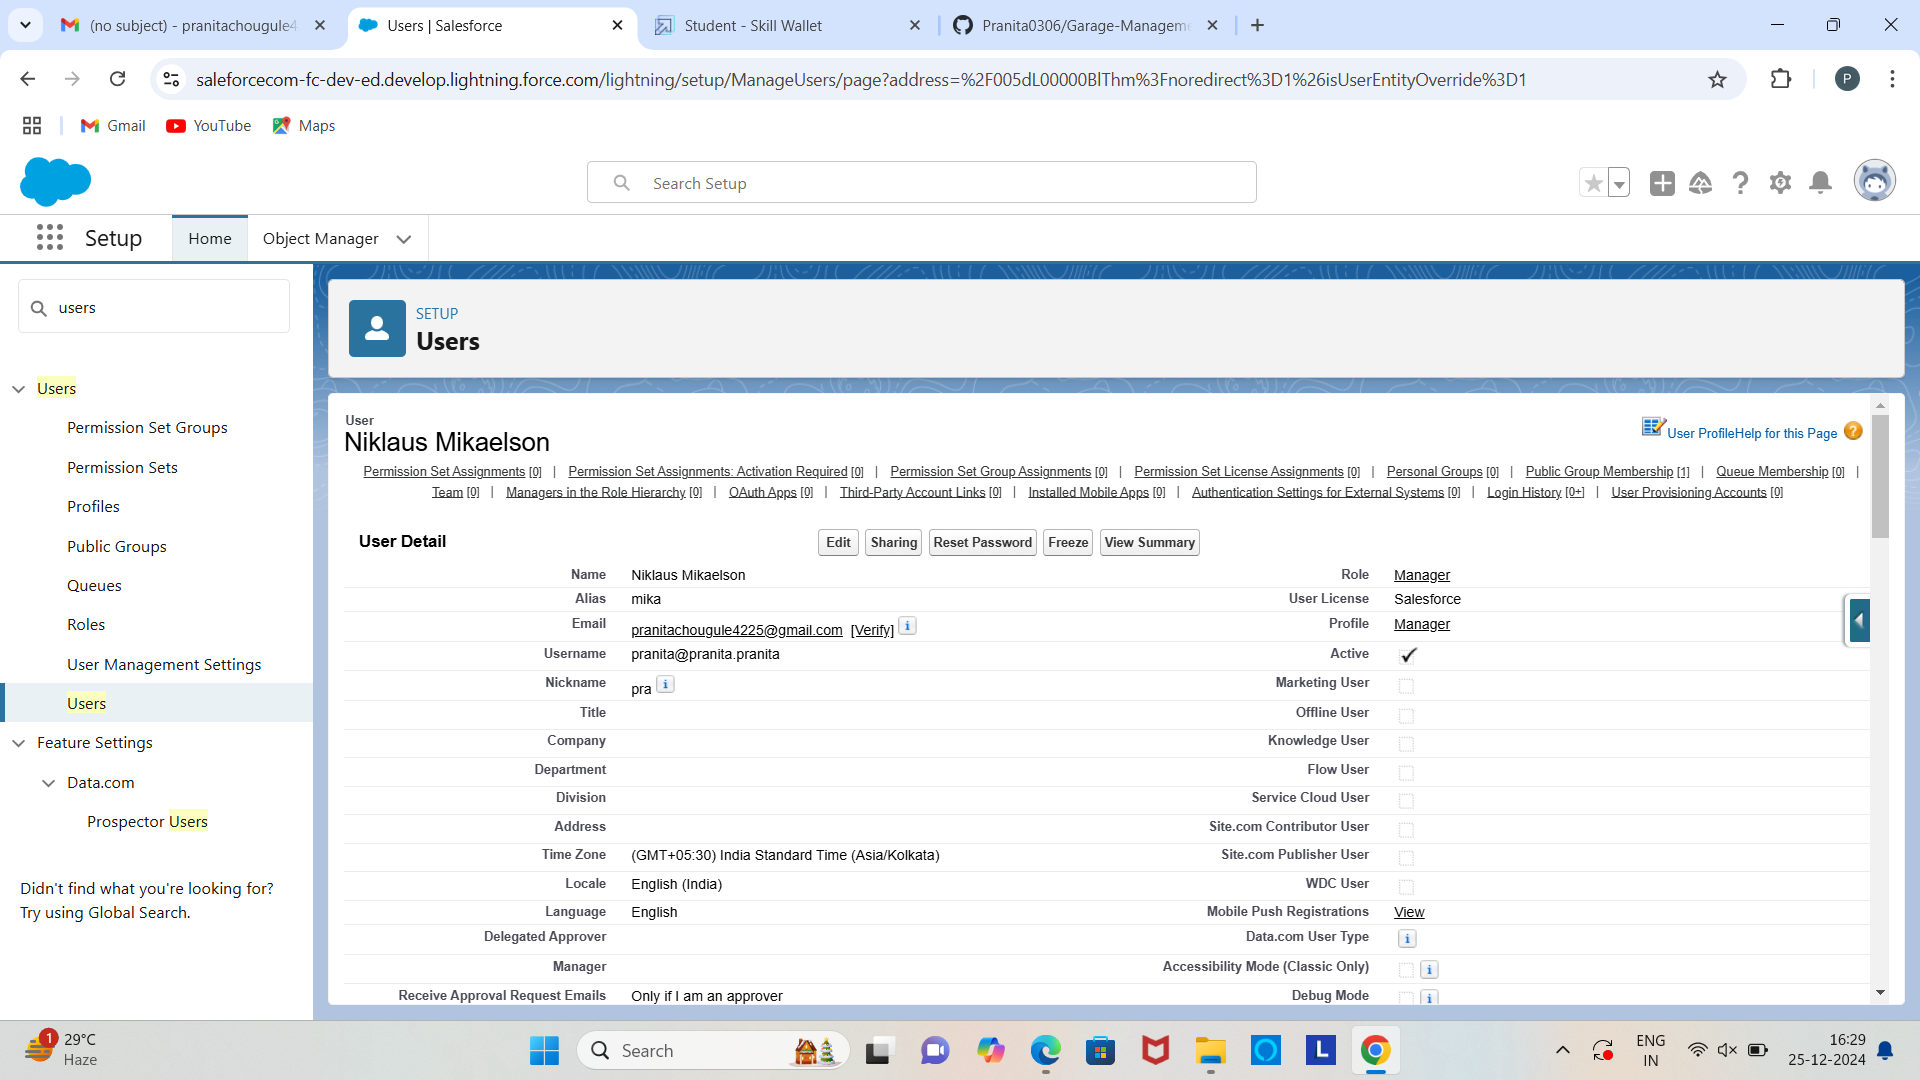 (no subject) - pranitachougule4
Users | Salesforce
Student - Skill Wallet
Pranita0306/Garage-Manageme
saleforcecom-fc-dev-ed.develop.lightning.force.com/lightning/setup/ManageUsers/page?address=%2F005dL00000BlThm%3Fnoredirect%3D1%26isUserEntityOverride%3D1
P
Gmail
YouTube
Maps
Search Setup
Setup
Home
Object Manager
users
Users
Permission Set Groups
Permission Sets
Profiles
Public Groups
Queues
Roles
User Management Settings
Users
Feature Settings
Data.com
Prospector Users
Didn't find what you're looking for?
Try using Global Search.
SETUP
Users
User
Niklaus Mikaelson
User Profile Help for this Page ?
Permission Set Assignments [0] | Permission Set Assignments: Activation Required [0] | Permission Set Group Assignments [0] | Permission Set License Assignments [0] | Personal Groups [0] | Public Group Membership [1] | Queue Membership [0] |
Team [0] | Managers in the Role Hierarchy [0] | OAuth Apps [0] | Third-Party Account Links [0] | Installed Mobile Apps [0] | Authentication Settings for External Systems [0] | Login History [0+] | User Provisioning Accounts [0]
User Detail
Edit Sharing Reset Password Freeze View Summary
Name Niklaus Mikaelson Role Manager
Alias mika User License Salesforce
Email pranitachougule4225@gmail.com [Verify] i Profile Manager
Username pranita@pranita.pranita Active
Nickname pra i Marketing User
Title Offline User
Company Knowledge User
Department Flow User
Division Service Cloud User
Address Site.com Contributor User
Time Zone (GMT+05:30) India Standard Time (Asia/Kolkata) Site.com Publisher User
Locale English (India) WDC User
Language English Mobile Push Registrations View
Delegated Approver Data.com User Type i
Manager Accessibility Mode (Classic Only) i
Receive Approval Request Emails Only if I am an approver Debug Mode i
1
29°C
Haze
Search
L
ENG
IN
16:29
25-12-2024